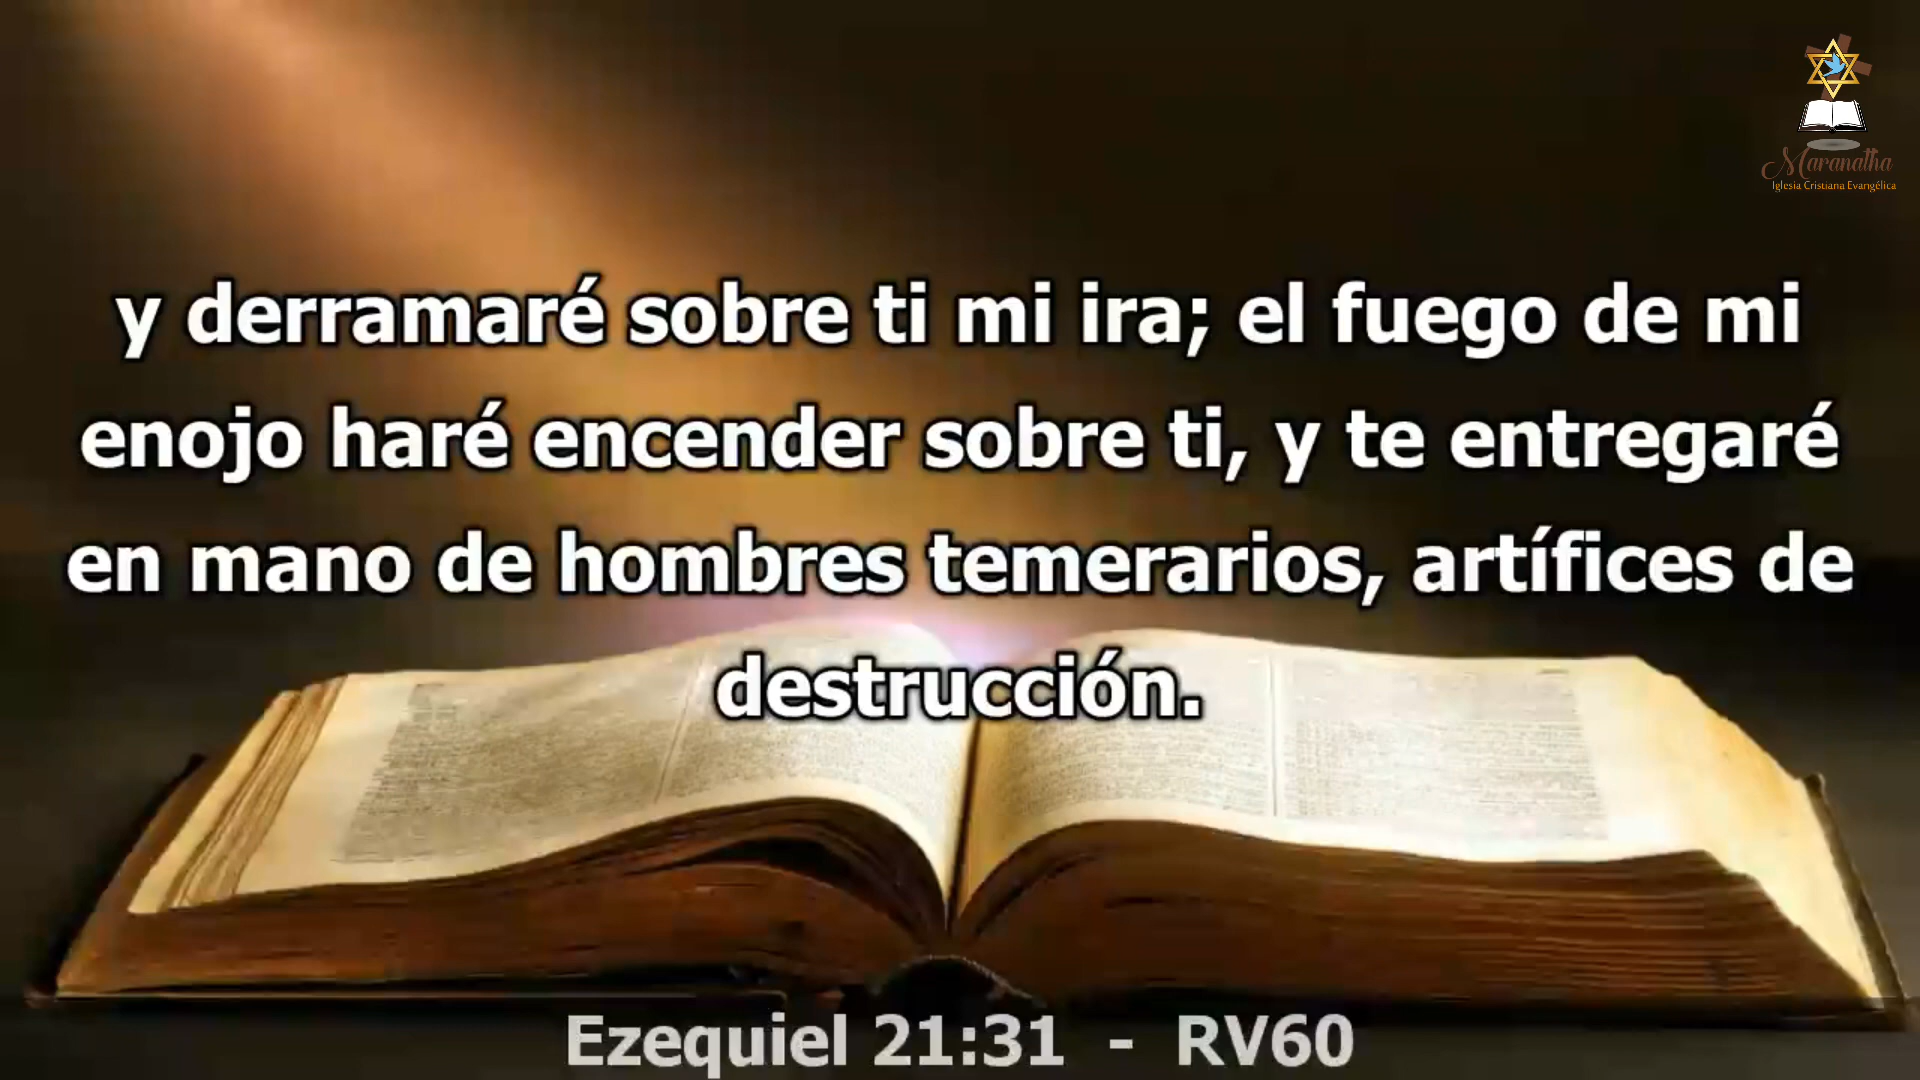 Maranatha
Iglesia Cristiana Evangélica
y derramaré sobre ti mi ira; el fuego de mi
enojo haré encender sobre ti, y te entregaré
en mano de hombres temerarios, artífices de
destrucción.
Ezequiel 21:31 - RV60